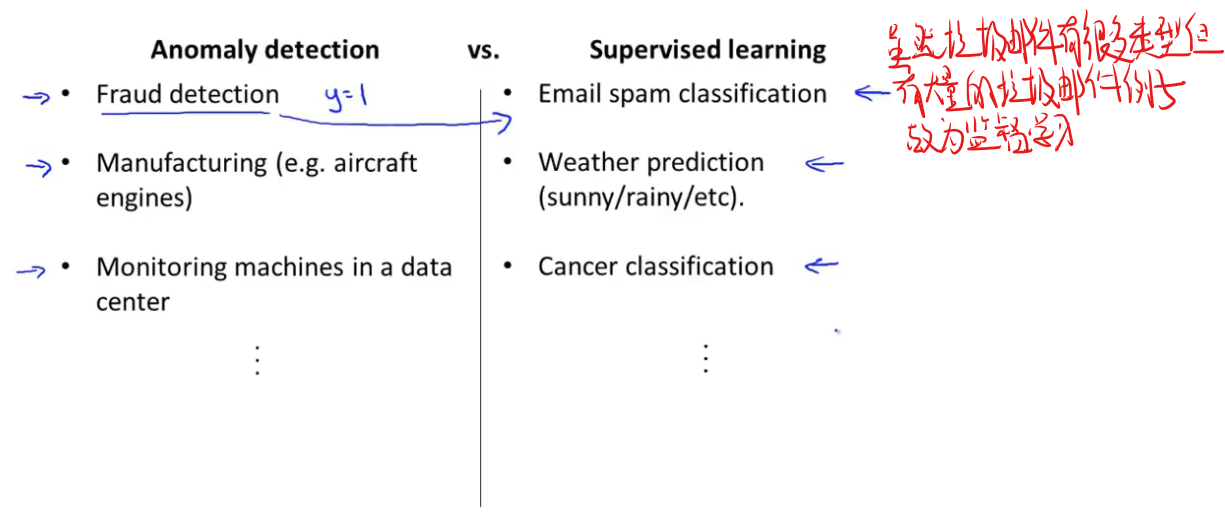 Anomaly detection vs. Supervised learning
• Fraud detection y=1
• Manufacturing (e.g. aircraft
engines)
• Monitoring machines in a data
center
⋮
• Email spam classification
• Weather prediction
(sunny/rainy/etc).
• Cancer classification
⋮
虽然垃圾邮件有很多类型但
有大量的垃圾邮件例子
故为监督学习